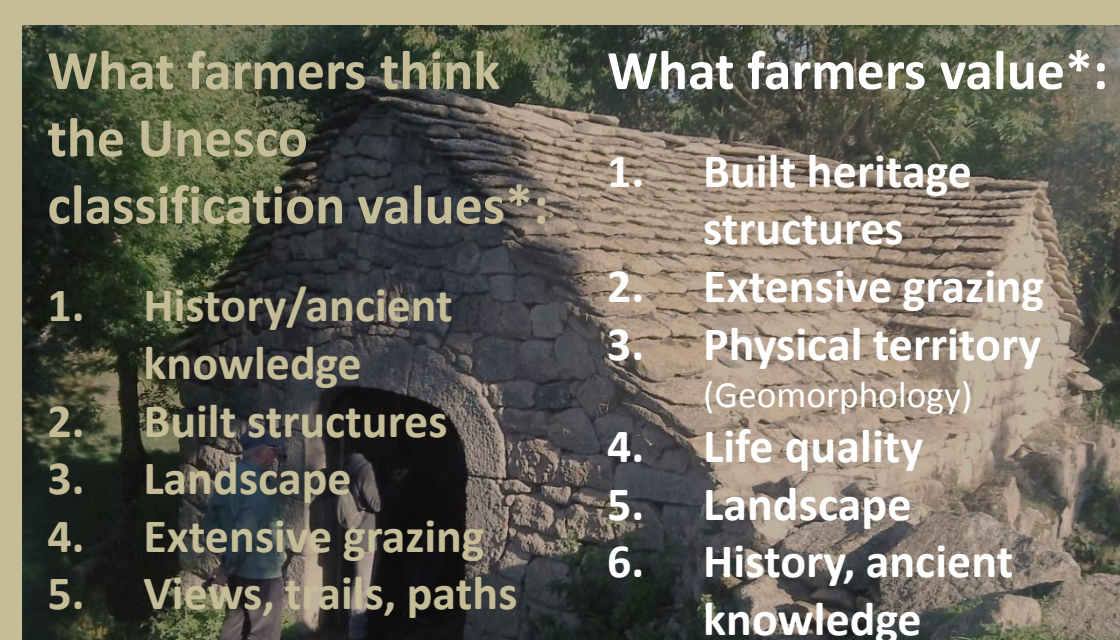 What farmers think
the Unesco
classification values*:
1. History/ancient
knowledge
2. Built structures
3. Landscape
4. Extensive grazing
5. Views, trails, paths
What farmers value*:
1. Built heritage
structures
2. Extensive grazing
3. Physical territory
(Geomorphology)
4. Life quality
5. Landscape
6. History, ancient
knowledge